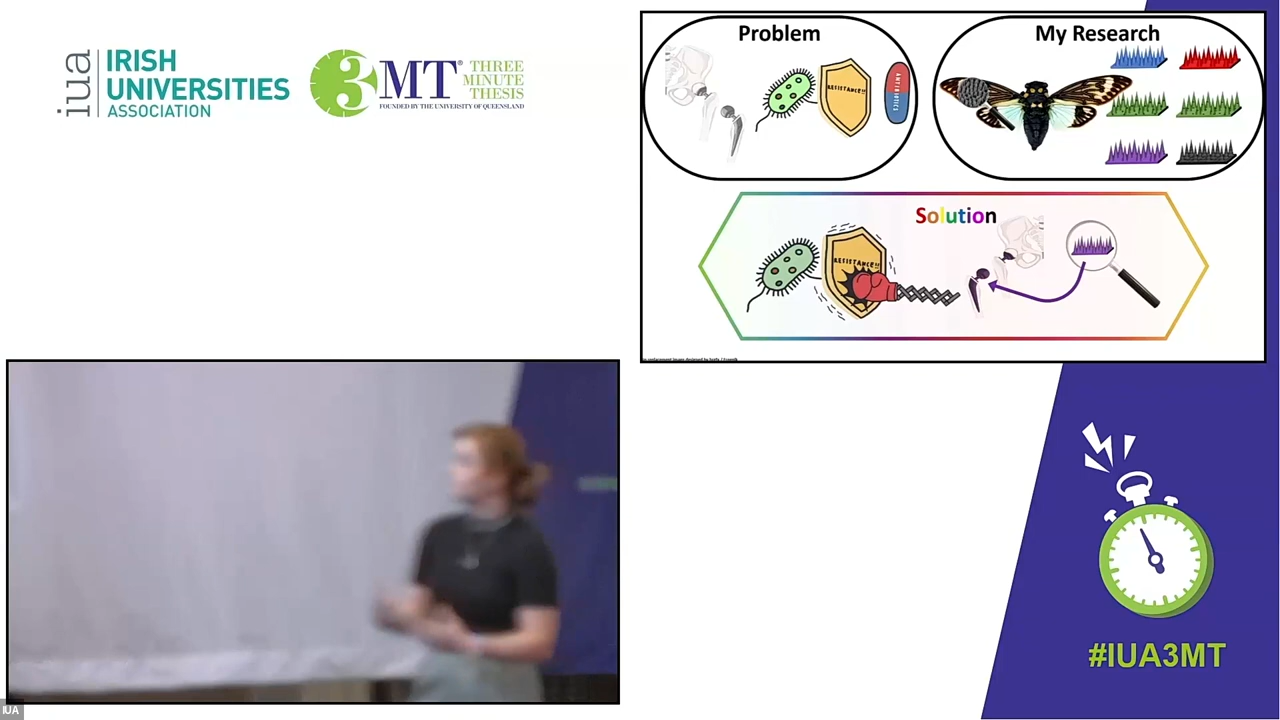 iua
IRISH
UNIVERSITIES
ASSOCIATION
3MT®
THREE
MINUTE
THESIS
FOUNDED BY THE UNIVERSITY OF QUEENSLAND
Problem
RESISTANCE!!
ANTIBIOTICS
My Research
Solution
RESISTANCE!!
#IUA3MT
IUA